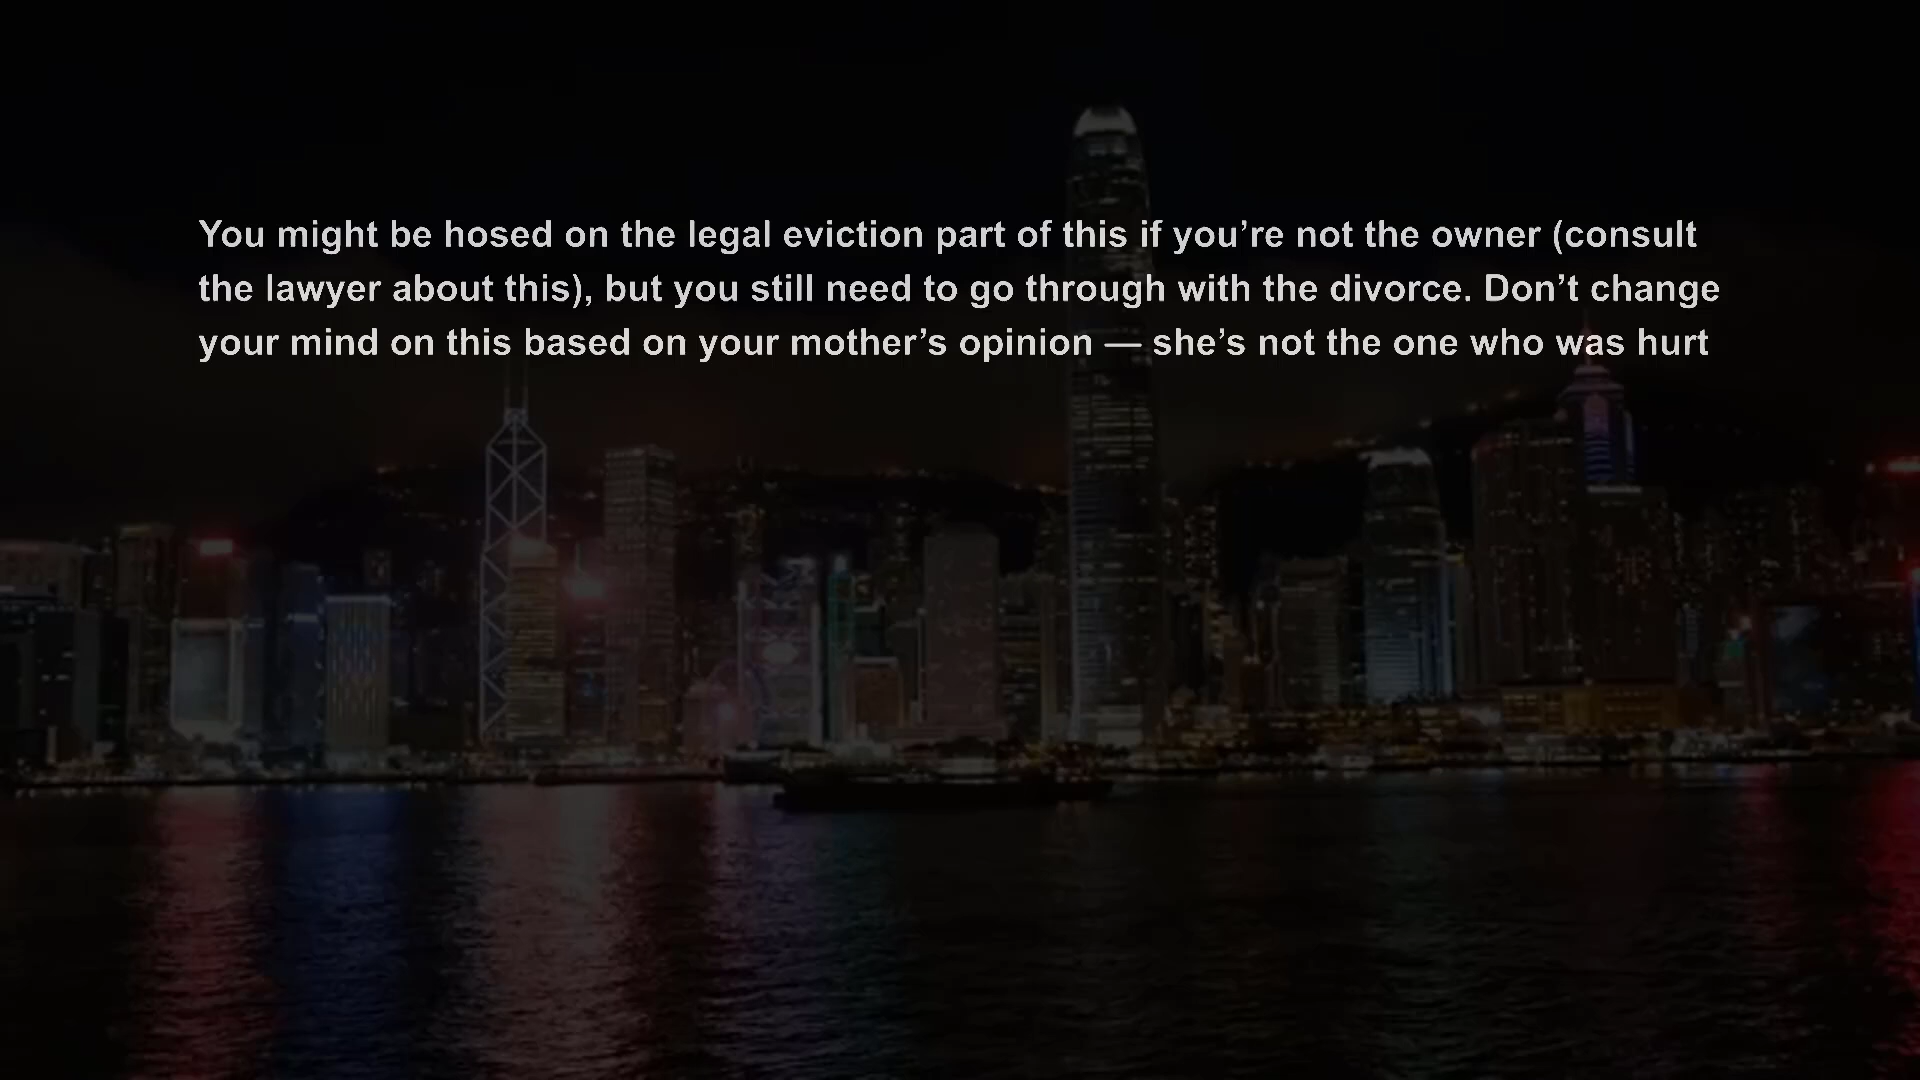 You might be hosed on the legal eviction part of this if you’re not the owner (consult
the lawyer about this), but you still need to go through with the divorce. Don’t change
your mind on this based on your mother’s opinion — she’s not the one who was hurt